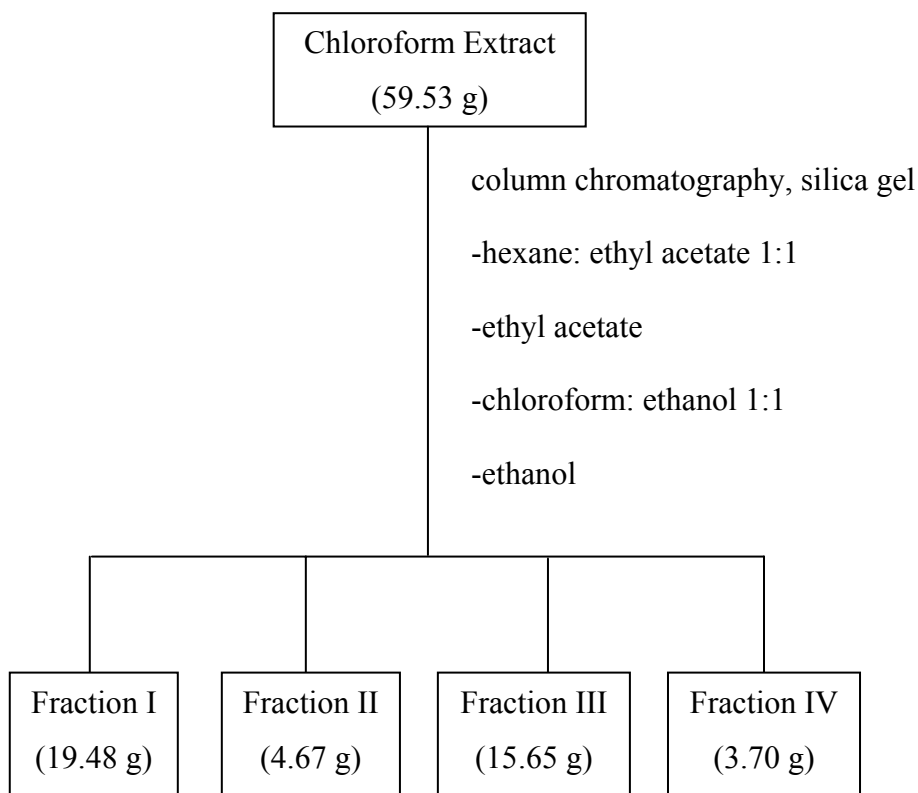 Chloroform Extract
(59.53 g)
column chromatography, silica gel
-hexane: ethyl acetate 1:1
-ethyl acetate
-chloroform: ethanol 1:1
-ethanol
Fraction I
(19.48 g)
Fraction II
(4.67 g)
Fraction III
(15.65 g)
Fraction IV
(3.70 g)